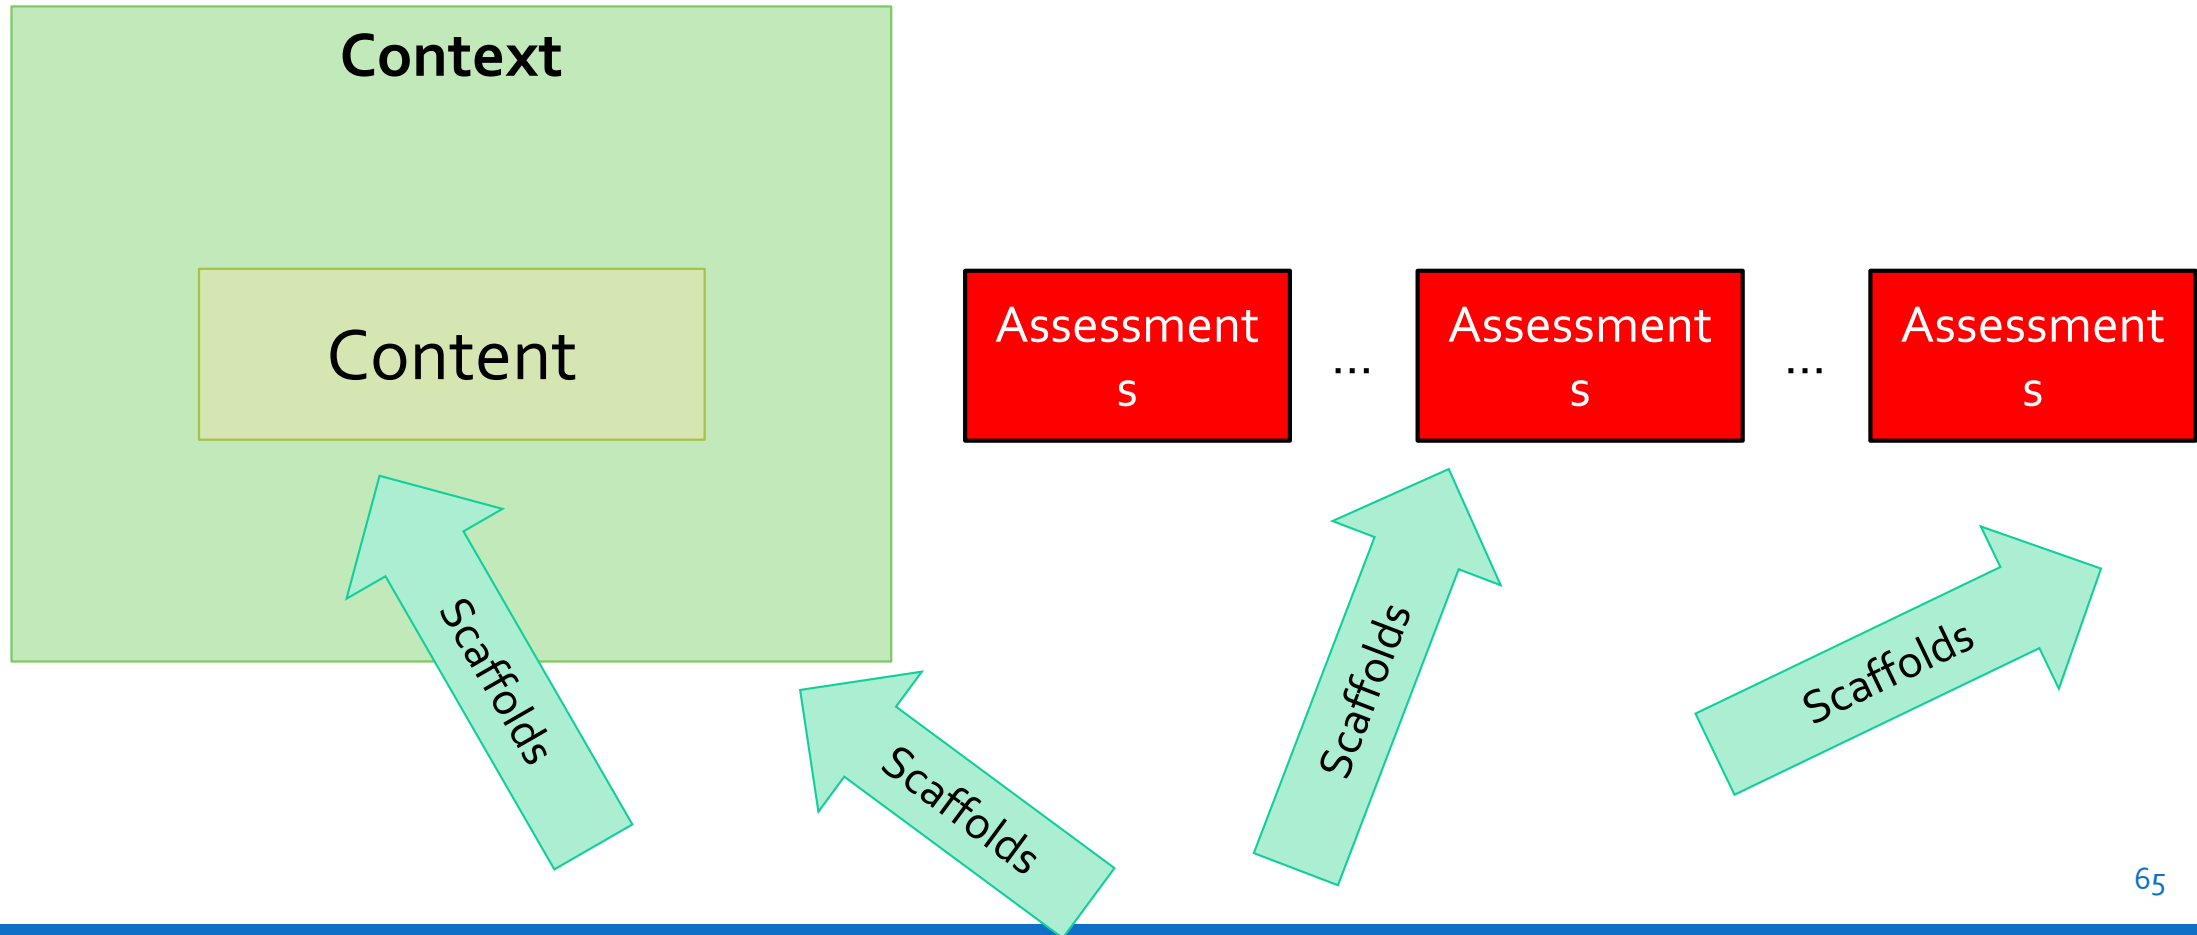 Context
Content
Assessment
s
...
Assessment
s
...
Assessment
s
Scaffolds
Scaffolds
Scaffolds
Scaffolds
65